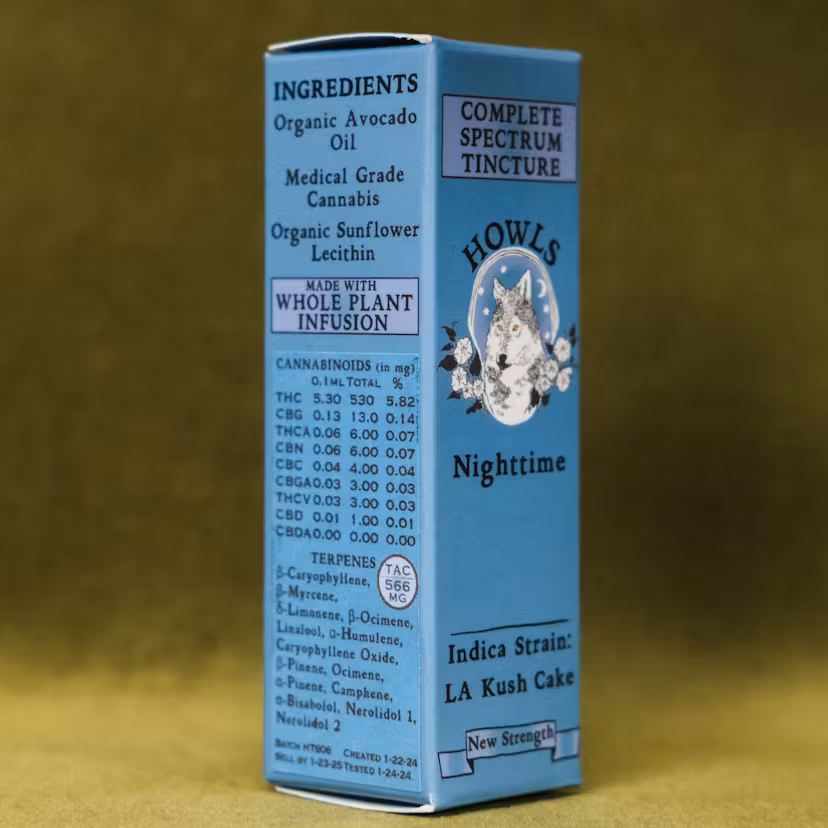 INGREDIENTS
Organic Avocado
Oil
Medical Grade
Cannabis
Organic Sunflower
Lecithin
MADE WITH
WHOLE PLANT
INFUSION
CANNABINOIDS (in mg)
0.1ML TOTAL %
THC 5.30 530 5.82
CBG 0.13 13.0 0.14
THCA 0.06 6.00 0.07
CBN 0.06 6.00 0.07
CBC 0.04 4.00 0.04
CBGA 0.03 3.00 0.03
THCV 0.03 3.00 0.03
CBD 0.01 1.00 0.01
CBDA 0.00 0.00 0.00
TERPENES
TAC
566
MG
β-Caryophyllene,
β-Myrcene,
δ-Limonene, β-Ocimene,
Linalool, α-Humulene,
Caryophyllene Oxide,
β-Pinene, Ocimene,
α-Pinene, Camphene,
α-Bisabolol, Nerolidol 1,
Nerolidol 2
BATCH HT606 CREATED 1-22-24
SELL BY 1-23-25 TESTED 1-24-24
COMPLETE
SPECTRUM
TINCTURE
HOWLS
Nighttime
Indica Strain:
LA Kush Cake
New Strength